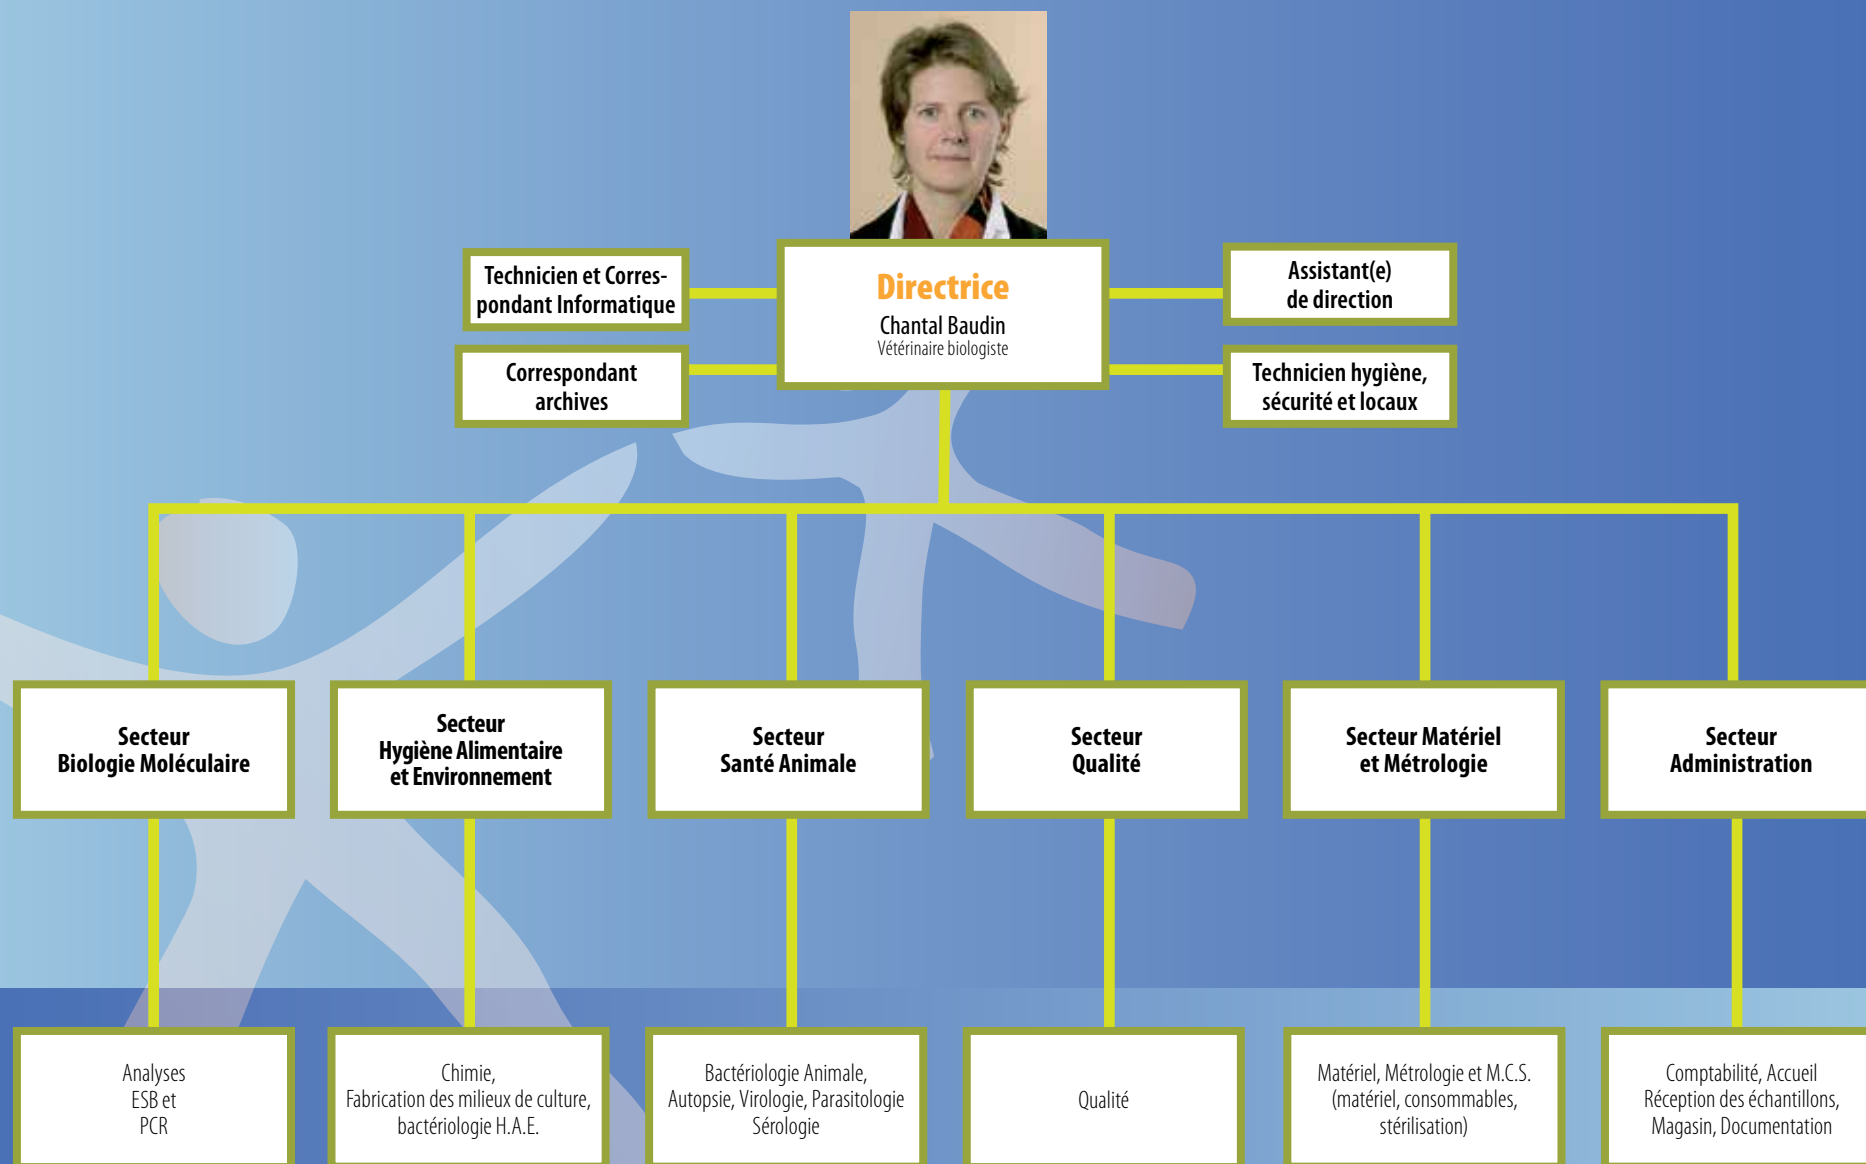 Technicien et Corres-
pondant Informatique
Correspondant
archives
Directrice
Chantal Baudin
Vétérinaire biologiste
Assistant(e)
de direction
Technicien hygiène,
sécurité et locaux
Secteur
Biologie Moléculaire
Secteur
Hygiène Alimentaire
et Environnement
Secteur
Santé Animale
Secteur
Qualité
Secteur Matériel
et Métrologie
Secteur
Administration
Analyses
ESB et
PCR
Chimie,
Fabrication des milieux de culture,
bactériologie H.A.E.
Bactériologie Animale,
Autopsie, Virologie, Parasitologie
Sérologie
Qualité
Matériel, Métrologie et M.C.S.
(matériel, consommables,
stérilisation)
Comptabilité, Accueil
Réception des échantillons,
Magasin, Documentation